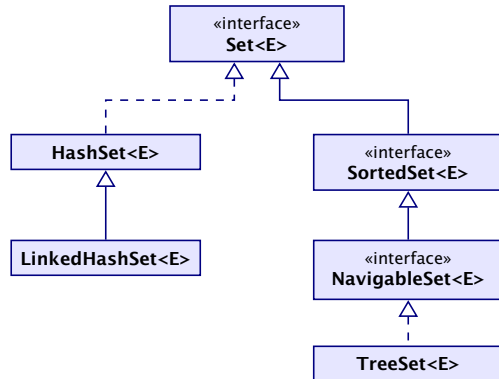 «interface»
Set<E>
HashSet<E>
«interface»
SortedSet<E>
LinkedHashSet<E>
«interface»
NavigableSet<E>
TreeSet<E>